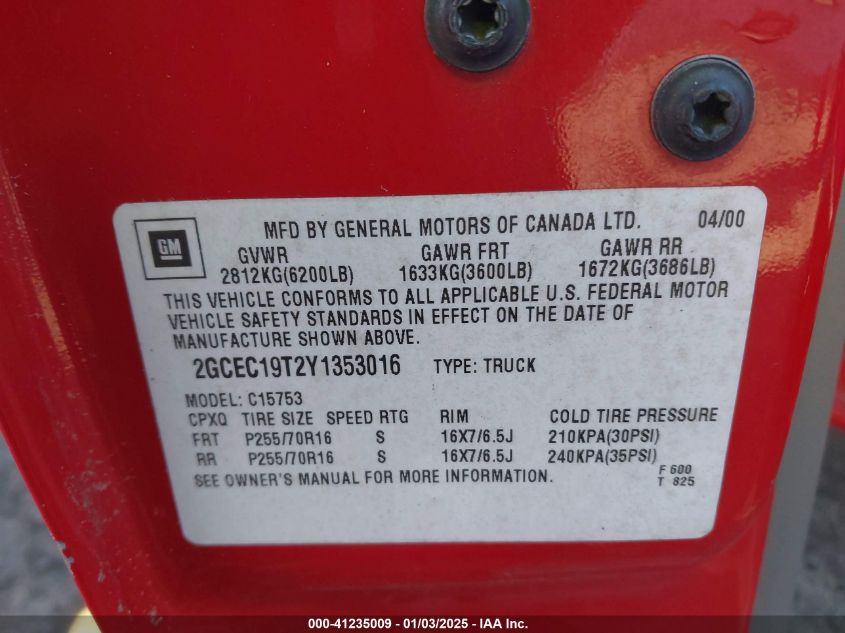 GM
MFD BY GENERAL MOTORS OF CANADA LTD. 04/00
GVWR GAWR FRT GAWR RR
2812KG(6200LB) 1633KG(3600LB) 1672KG(3686LB)
THIS VEHICLE CONFORMS TO ALL APPLICABLE U.S. FEDERAL MOTOR
VEHICLE SAFETY STANDARDS IN EFFECT ON THE DATE OF
MANUFACTURE SHOWN ABOVE.
2GCEC19T2Y1353016 TYPE: TRUCK
MODEL: C15753
CPXQ TIRE SIZE SPEED RTG RIM COLD TIRE PRESSURE
FRT P255/70R16 S 16X7/6.5J 210KPA(30PSI)
RR P255/70R16 S 16X7/6.5J 240KPA(35PSI)
SEE OWNER'S MANUAL FOR MORE INFORMATION. F 600
T 825
000-41235009 - 01/03/2025 - IAA Inc.